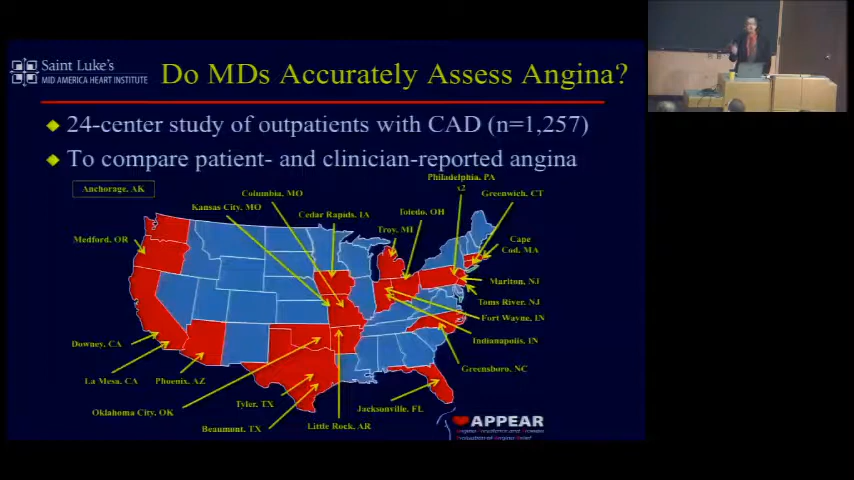 Saint Luke's
MID AMERICA HEART INSTITUTE
Do MDs Accurately Assess Angina?
24-center study of outpatients with CAD (n=1,257)
To compare patient- and clinician-reported angina
Philadelphia, PA
x2
Anchorage, AK
Columbia, MO
Greenwich, CT
Kansas City, MO
Cedar Rapids, IA
Toledo, OH
Troy, MI
Medford, OR
Cape
Cod, MA
Marlton, NJ
Toms River, NJ
Fort Wayne, IN
Downey, CA
Indianapolis, IN
Greensboro, NC
La Mesa, CA
Phoenix, AZ
Tyler, TX
Jacksonville, FL
Oklahoma City, OK
Beaumont, TX
Little Rock, AR
APPEAR